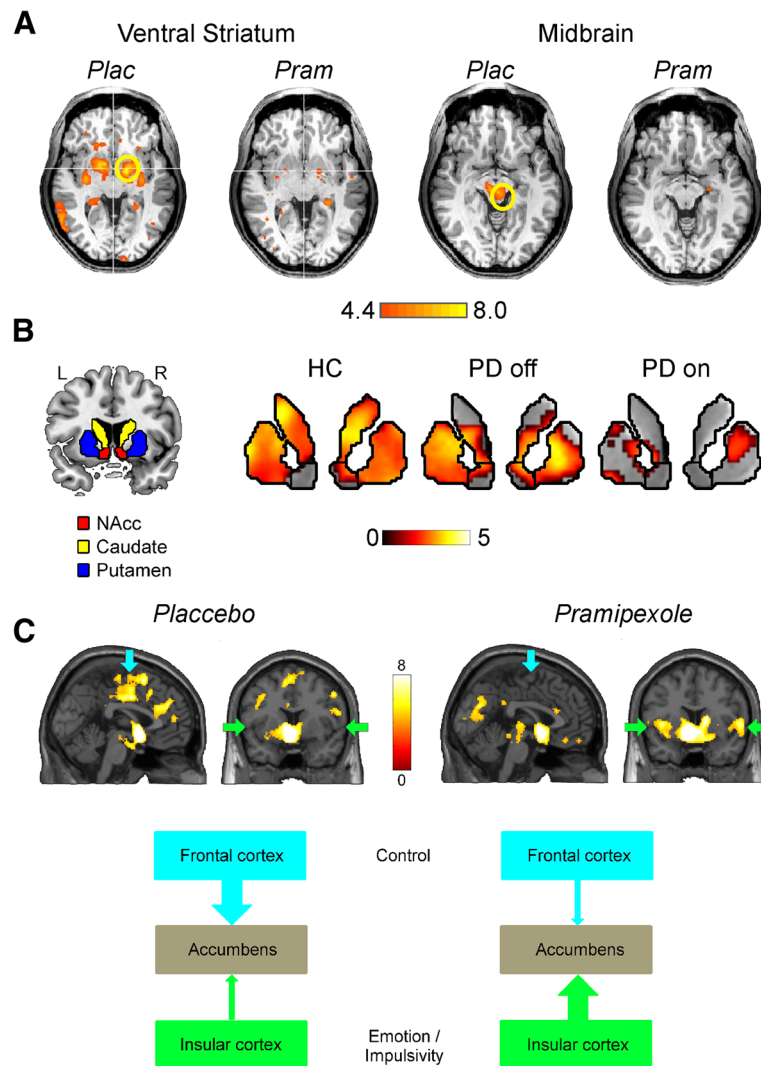 A
Ventral Striatum Midbrain
Plac Pram Plac Pram
4.4 8.0
B
L R HC PD off PD on
NAcc
Caudate
Putamen
0 5
Placcebo Pramipexole
C
8
0
Frontal cortex Control Frontal cortex
Accumbens Accumbens
Insular cortex Emotion / Insular cortex
Impulsivity